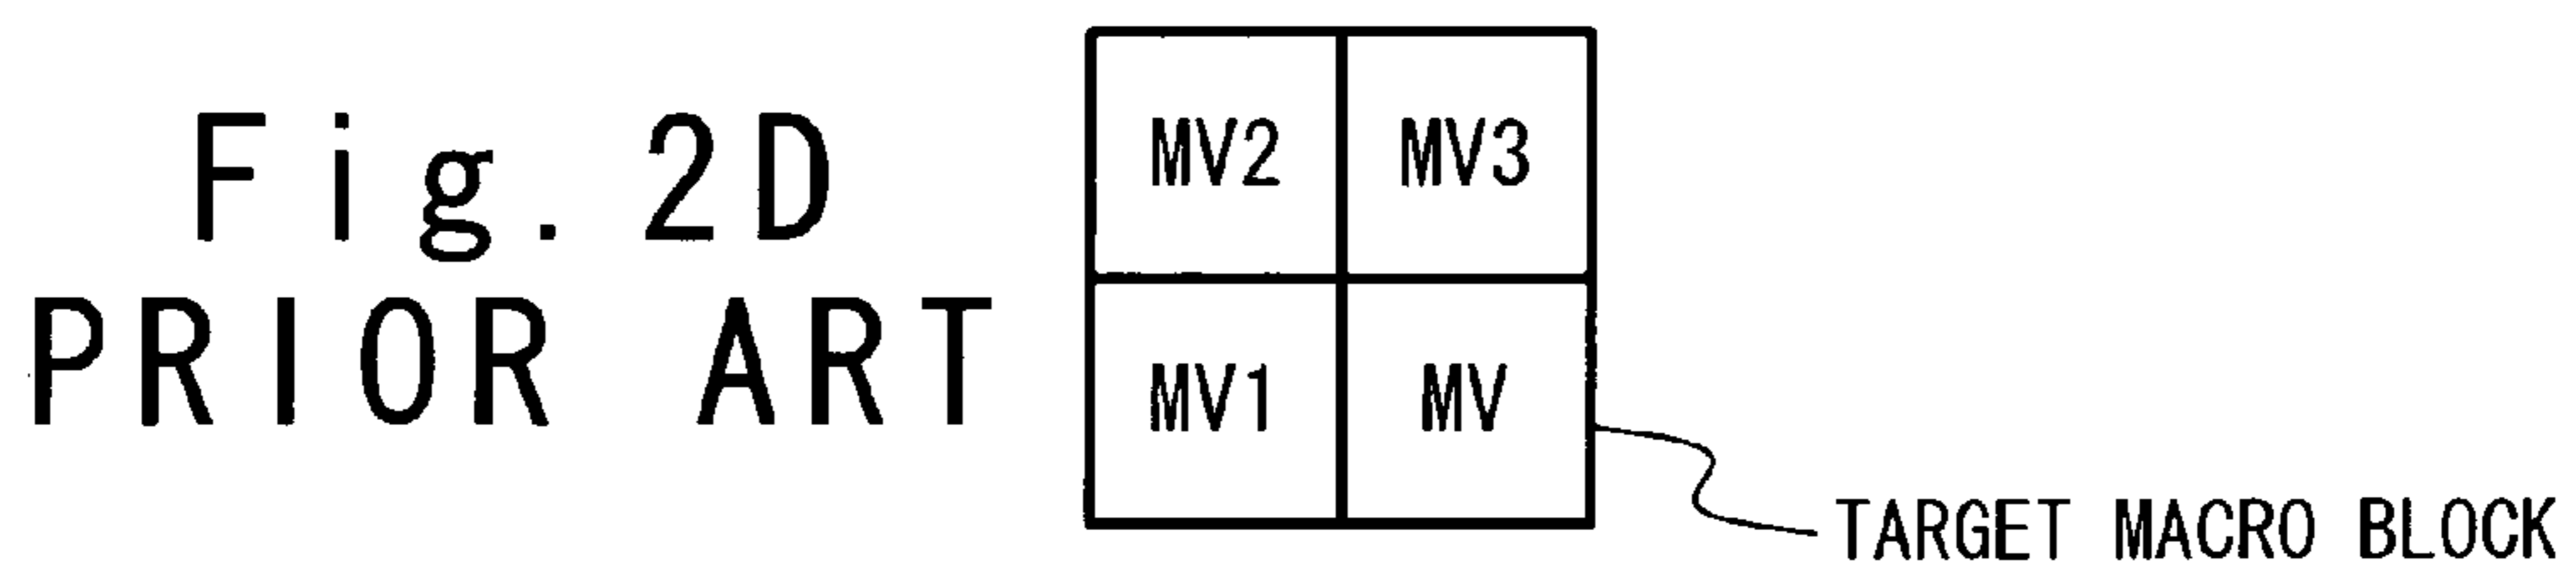 Fig. 2D
PRIOR ART
MV2 MV3
MV1 MV
TARGET MACRO BLOCK